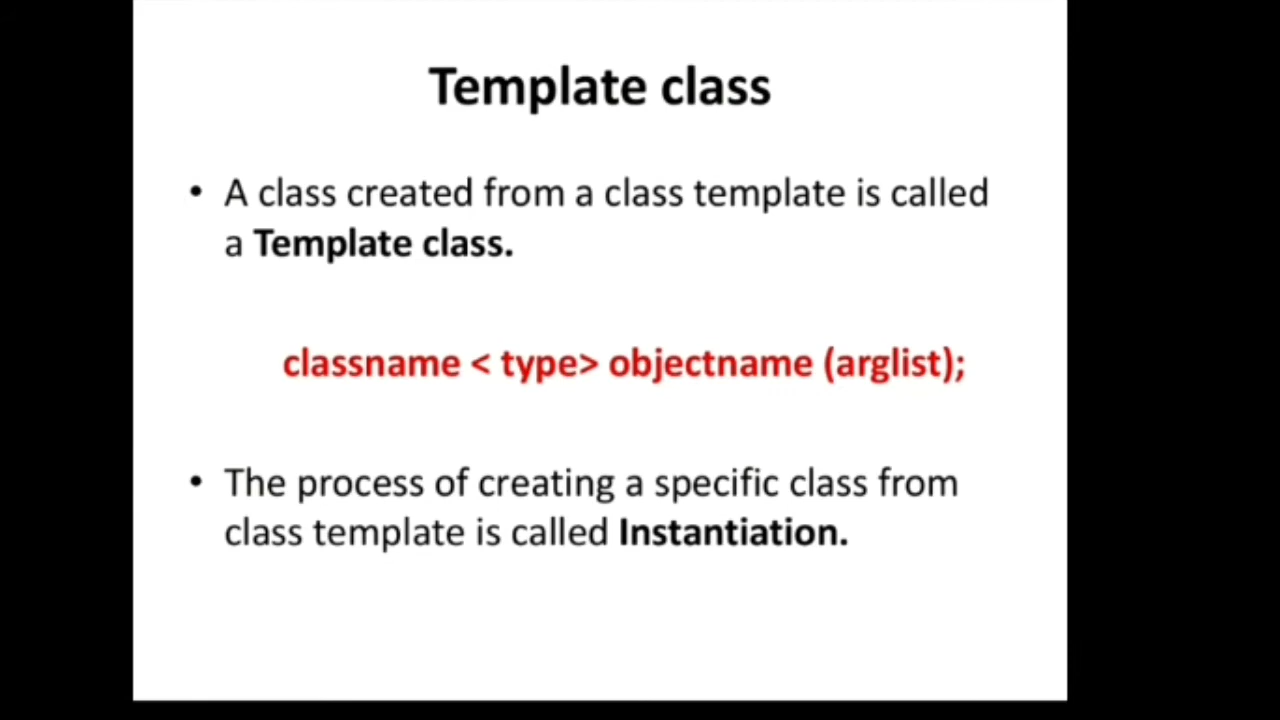 Template class
• A class created from a class template is called
a Template class.
classname < type> objectname (arglist);
• The process of creating a specific class from
class template is called Instantiation.